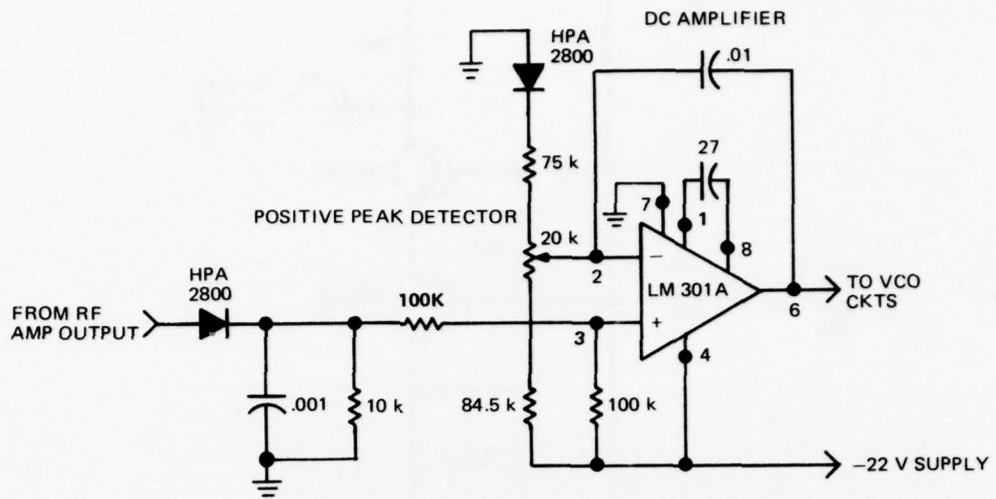 DC AMPLIFIER
HPA
2800
.01
75 k
27
7
1
8
POSITIVE PEAK DETECTOR
20 k
2
−
LM 301A
6
TO VCO
CKTS
HPA
2800
FROM RF
AMP OUTPUT
100K
3
+
4
.001
10 k
84.5 k
100 k
−22 V SUPPLY